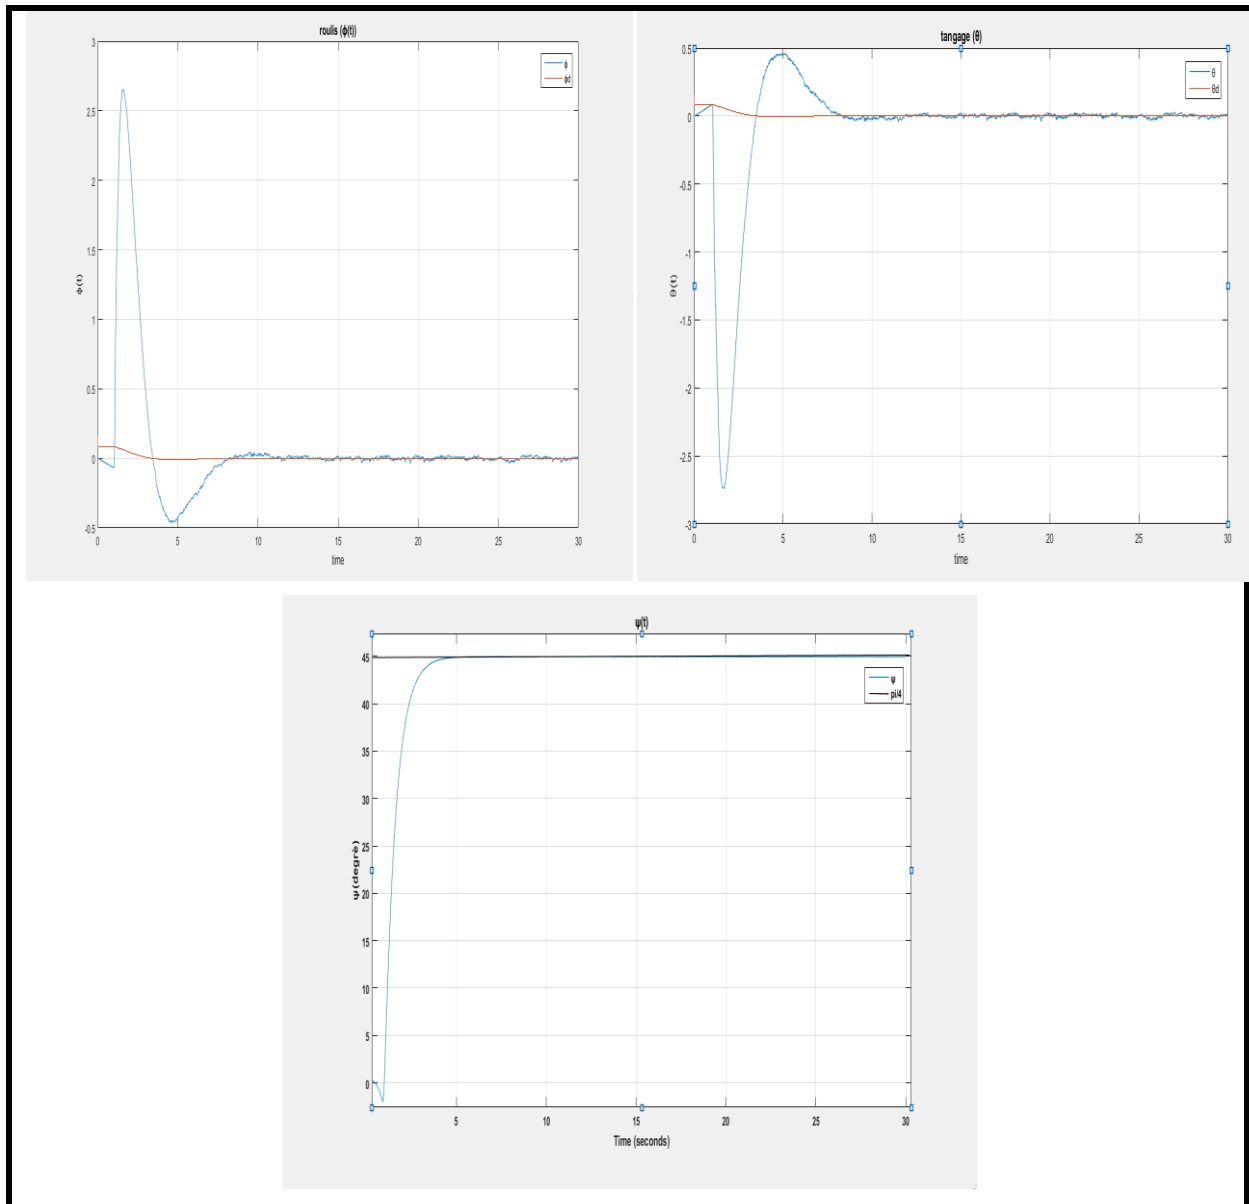 roulis (ϕ(t))
3
2.5
2
1.5
1
0.5
0
-0.5
ϕ(t)
ϕ
ϕd
0 5 10 15 20 25 30
time
tangage (θ)
0.5
0
-0.5
-1
-1.5
-2
-2.5
-3
Θ(t)
θ
θd
0 5 10 15 20 25 30
time
ψ(t)
45
40
35
30
25
20
15
10
5
0
ψ(degrè)
ψ
pi/4
5 10 15 20 25 30
Time (seconds)